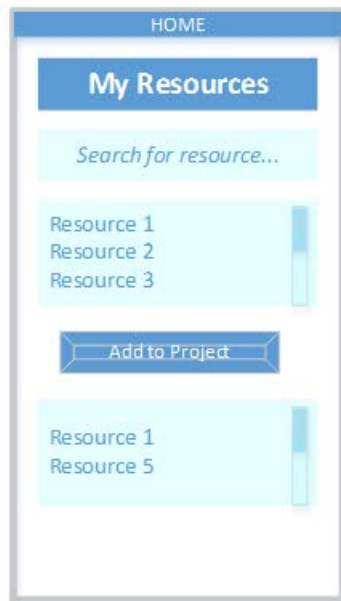 HOME
My Resources
Search for resource...
Resource 1
Resource 2
Resource 3
Add to Project
Resource 1
Resource 5